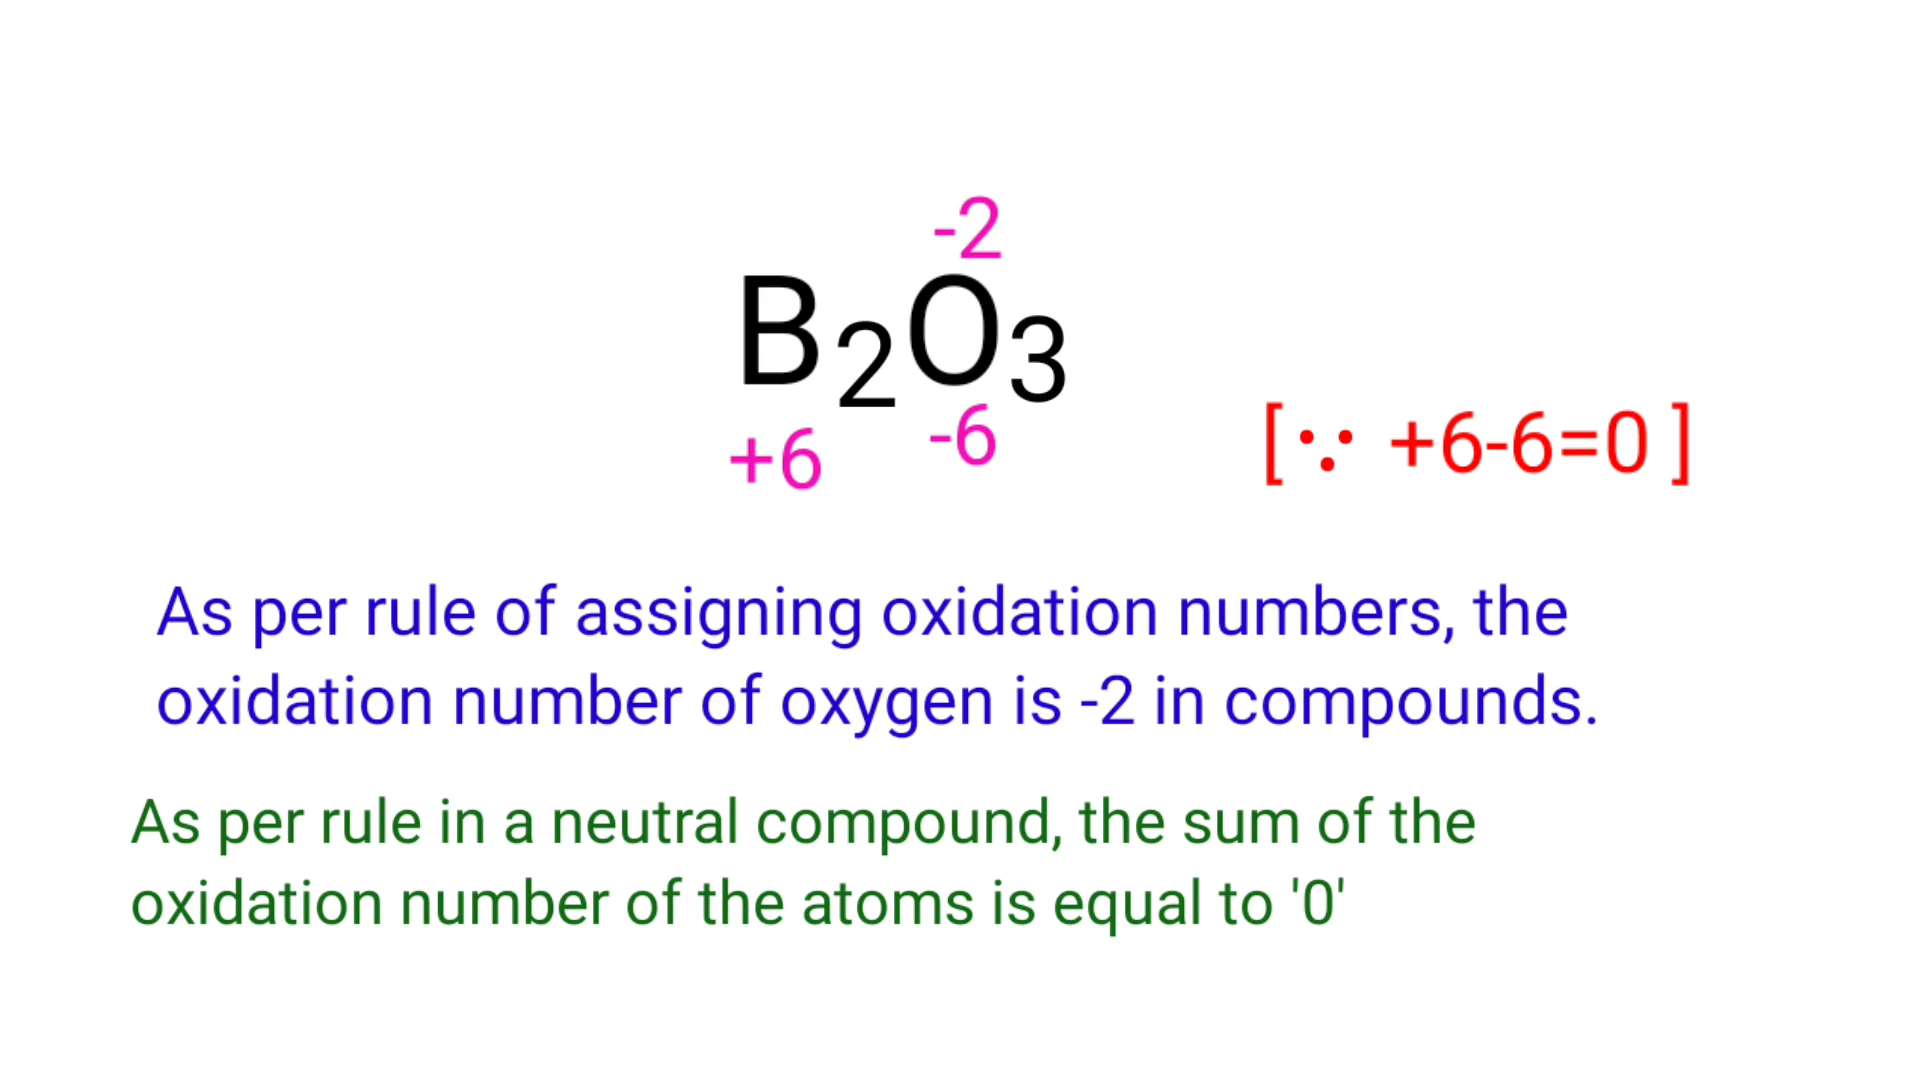 -2
B₂O₃
+6 -6
[∵ +6-6=0 ]
As per rule of assigning oxidation numbers, the
oxidation number of oxygen is -2 in compounds.
As per rule in a neutral compound, the sum of the
oxidation number of the atoms is equal to '0'